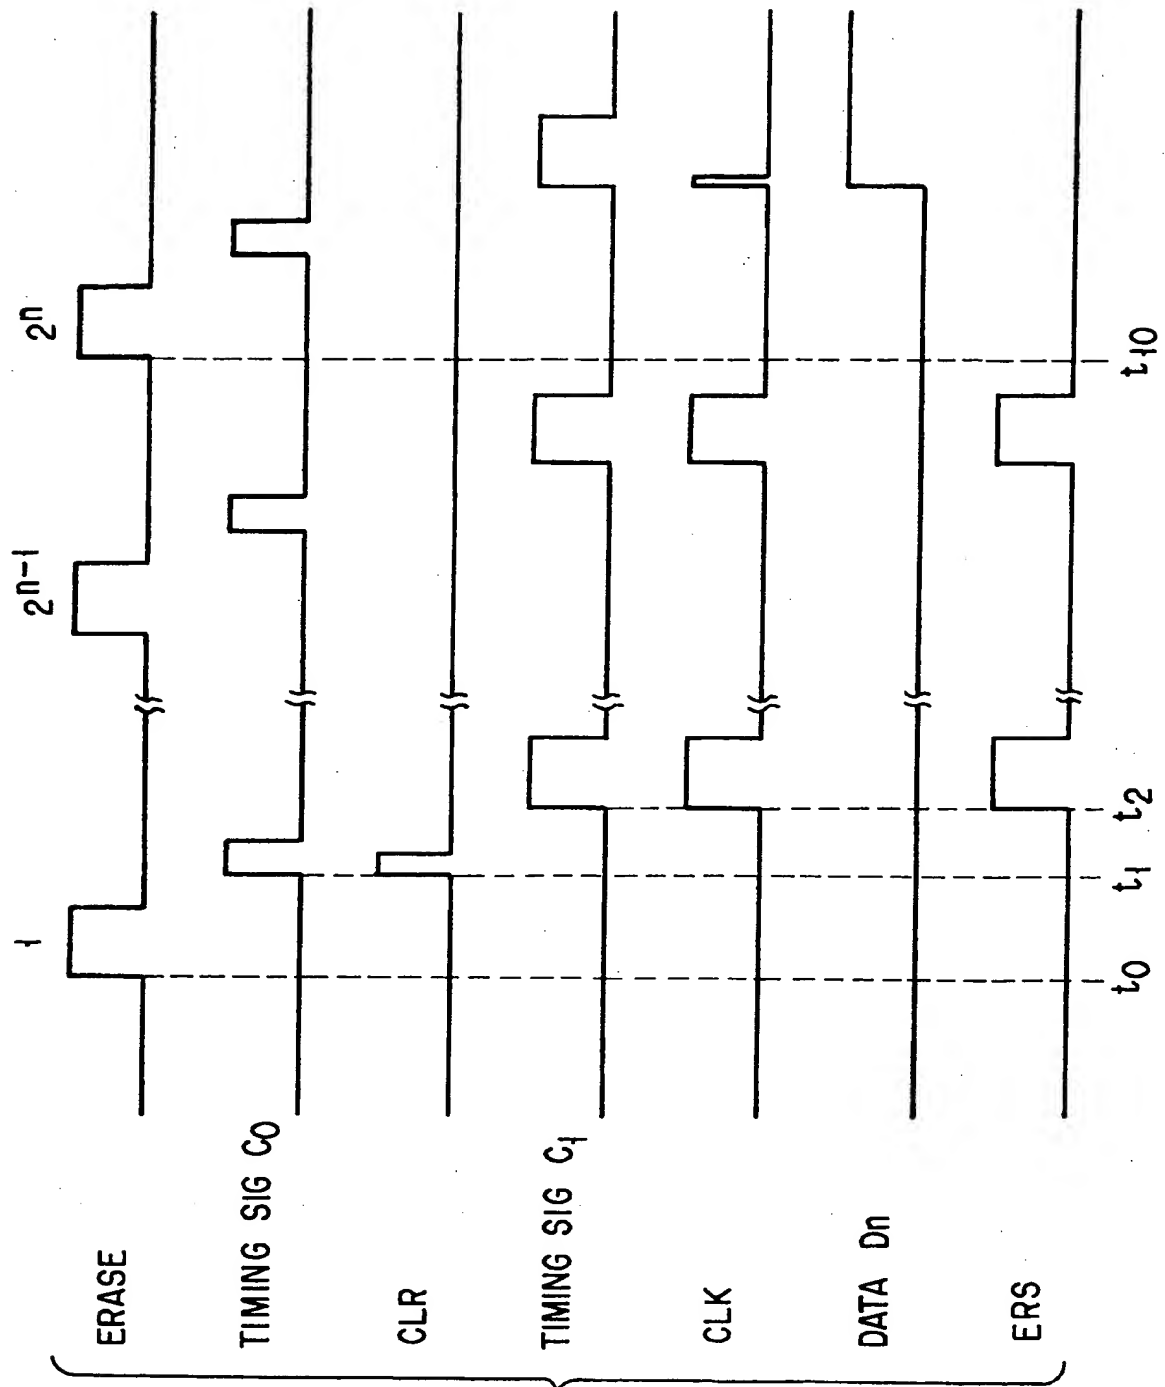 1 2ⁿ⁻¹ 2ⁿ
ERASE
TIMING SIG C₀
CLR
TIMING SIG C₁
CLK
DATA Dn
ERS
t₀ t₁ t₂ t₁₀